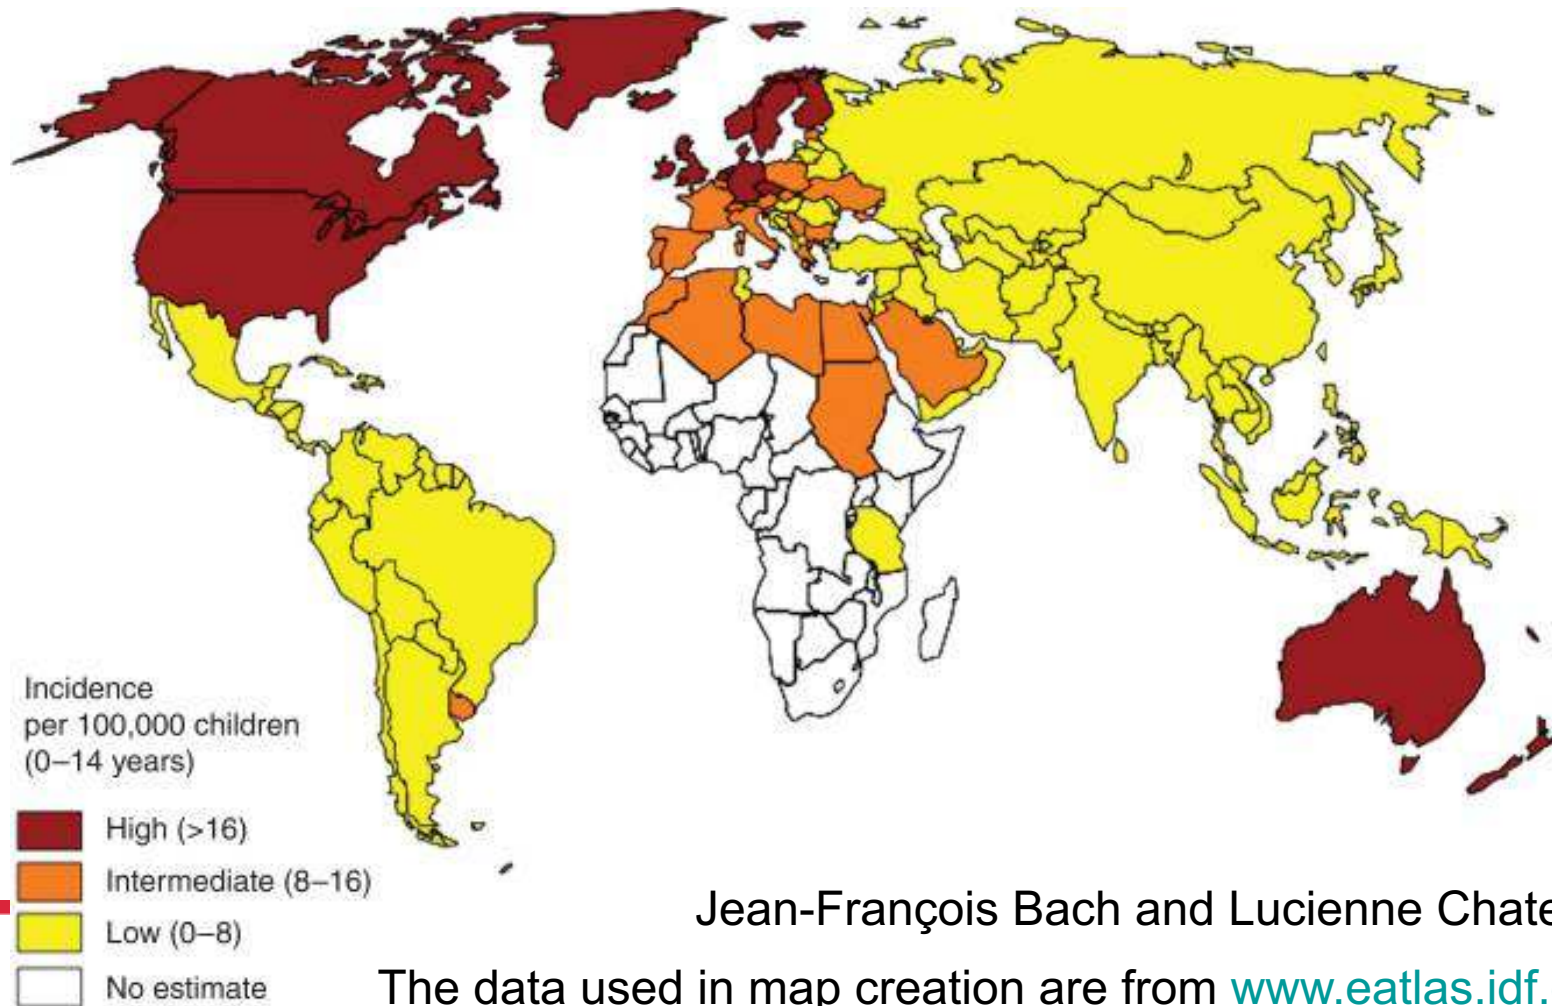 Incidence
per 100,000 children
(0–14 years)
High (>16)
Intermediate (8–16)
Low (0–8)
No estimate
Jean-François Bach and Lucienne
The data used in map creation are from www.eatlas.idf.